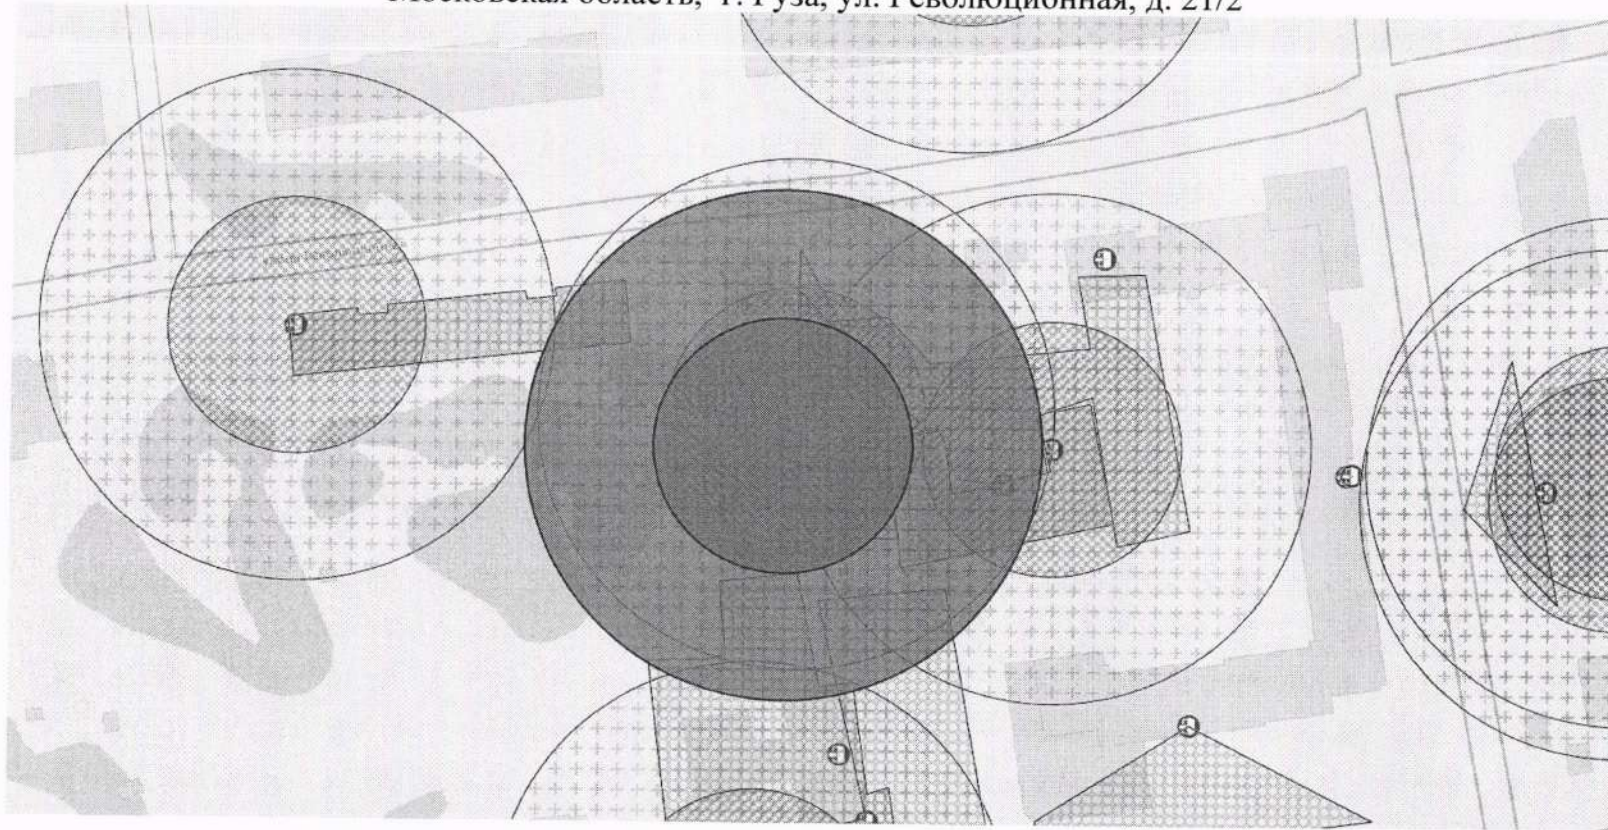 Московская область, г. Руза, ул. Революционная, д. 21/2